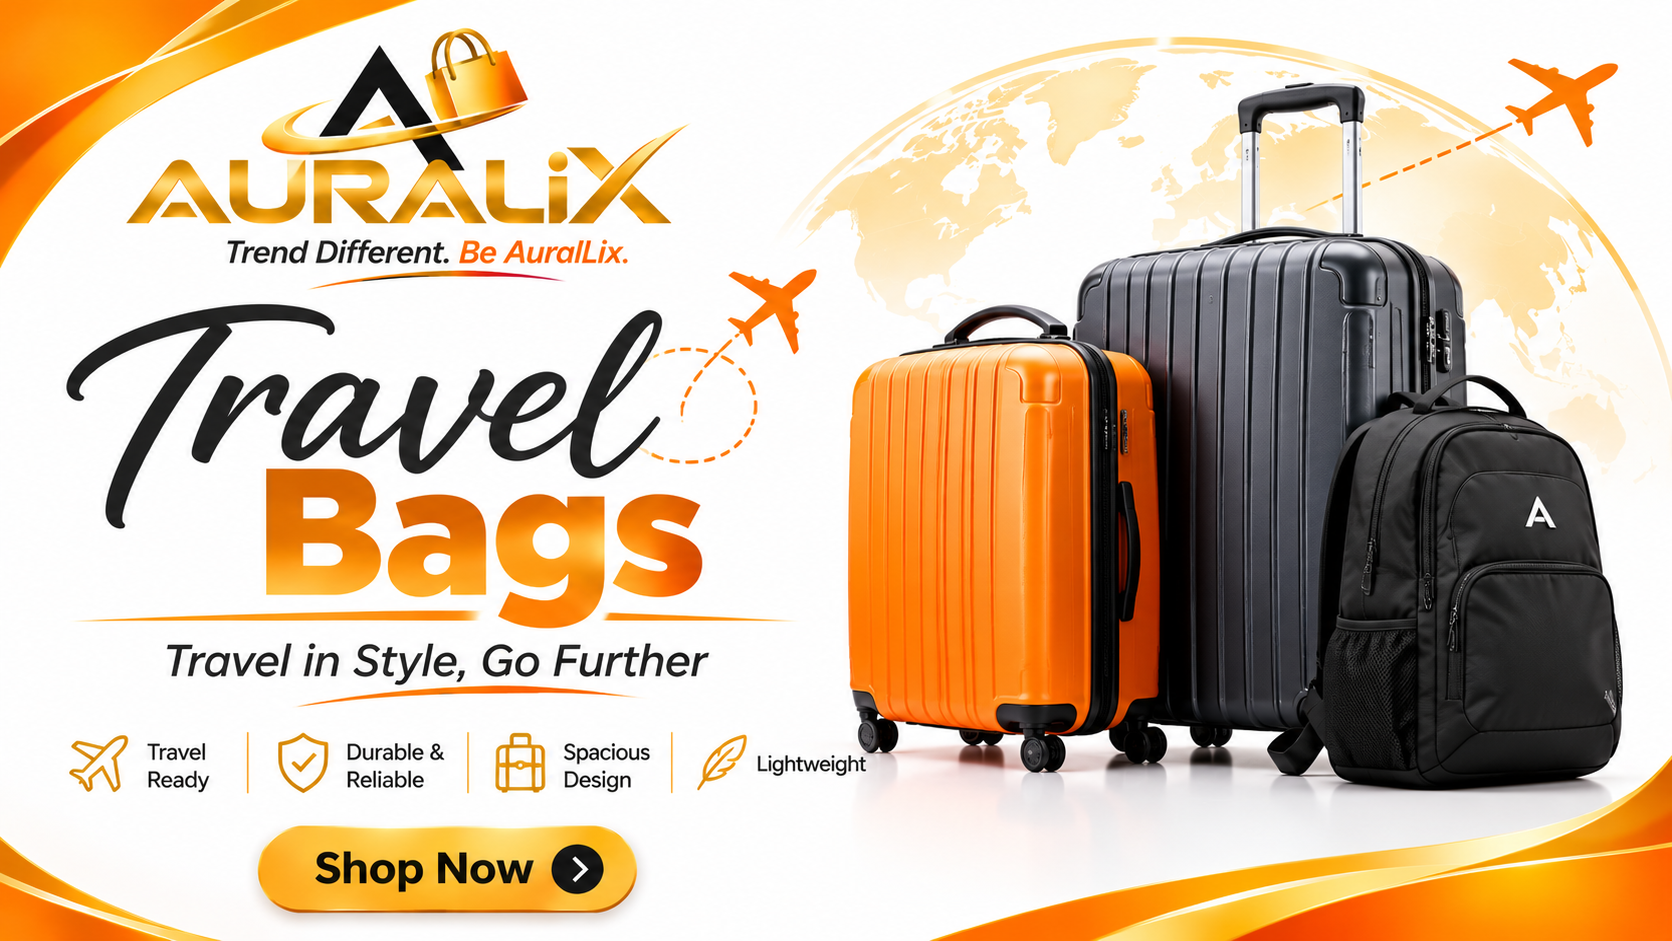 AURALiX
Trend Different. Be AuralLix.
Travel
Bags
Travel in Style, Go Further
Travel
Ready
Durable &
Reliable
Spacious
Design
Lightweight
Shop Now
A